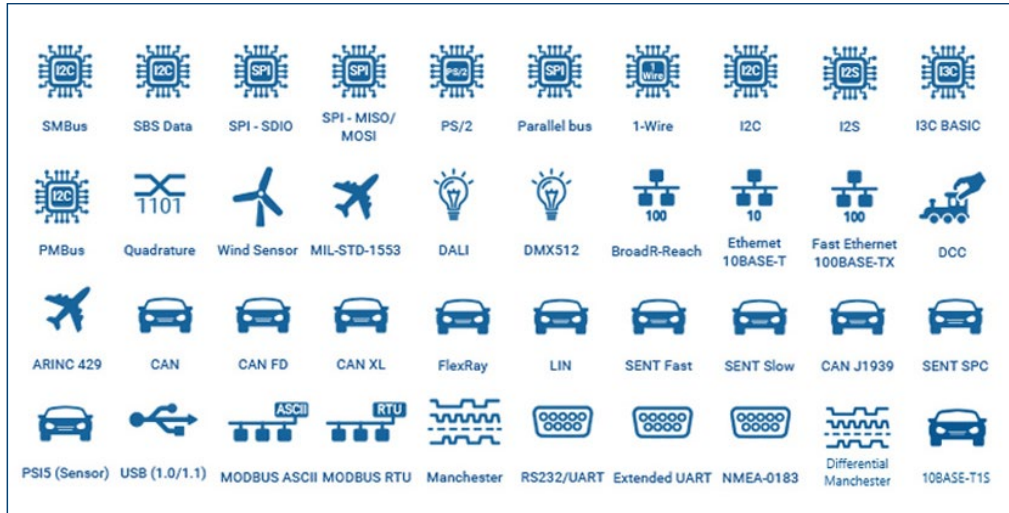 I2C I2C SPI SPI PS/2 SPI 1 Wire I2C I2S I3C
SMBus SBS Data SPI - SDIO SPI - MISO/ PS/2 Parallel bus 1-Wire I2C I2S I3C BASIC
MOSI
I2C 1101 100 10 100
PMBus Quadrature Wind Sensor MIL-STD-1553 DALI DMX512 BroadR-Reach Ethernet Fast Ethernet DCC
10BASE-T 100BASE-TX
ARINC 429 CAN CAN FD CAN XL FlexRay LIN SENT Fast SENT Slow CAN J1939 SENT SPC
ASCII RTU
PSI5 (Sensor) USB (1.0/1.1) MODBUS ASCII MODBUS RTU Manchester RS232/UART Extended UART NMEA-0183 Differential 10BASE-T1S
Manchester